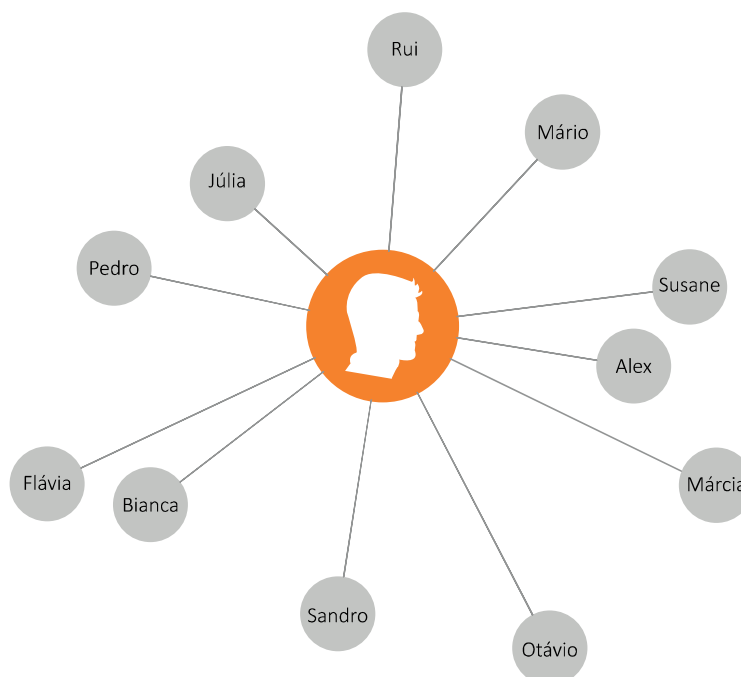 Rui
Mário
Júlia
Pedro
Susane
Alex
Flávia
Bianca
Márcia
Sandro
Otávio